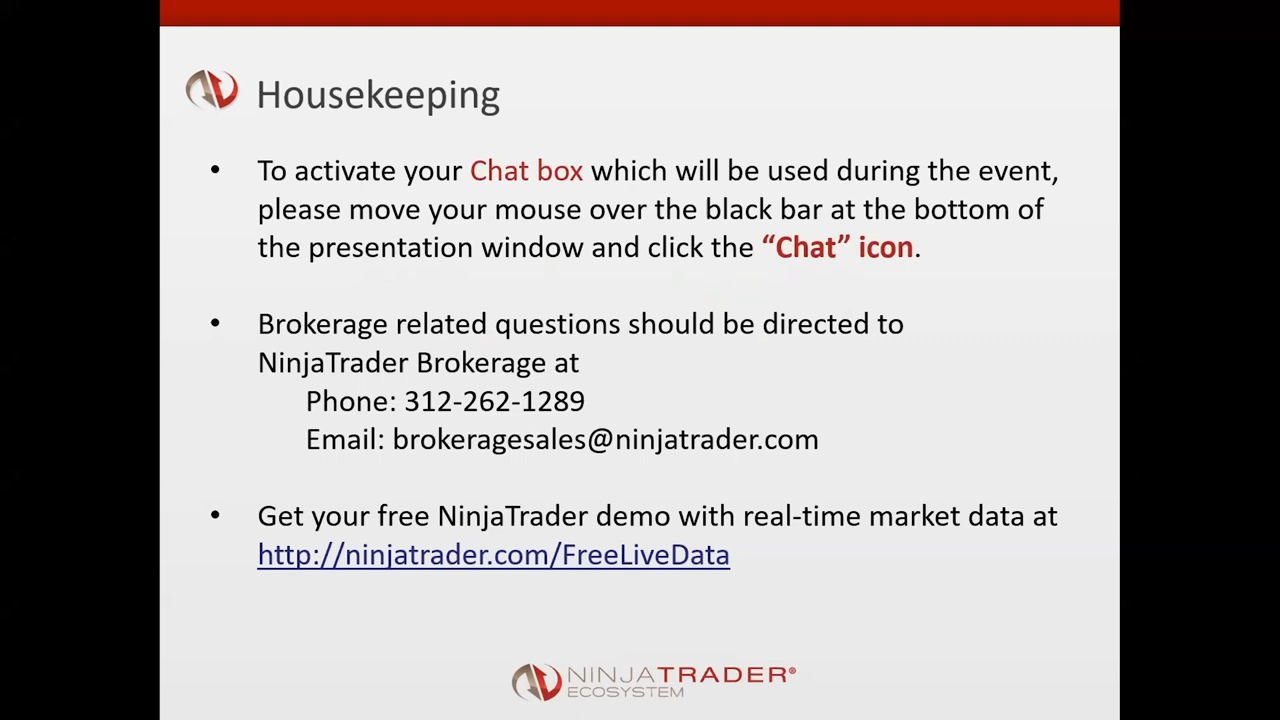 Housekeeping
• To activate your Chat box which will be used during the event,
please move your mouse over the black bar at the bottom of
the presentation window and click the “Chat” icon.
• Brokerage related questions should be directed to
NinjaTrader Brokerage at
Phone: 312-262-1289
Email: brokeragesales@ninjatrader.com
• Get your free NinjaTrader demo with real-time market data at
http://ninjatrader.com/FreeLiveData
NINJATRADER®
ECOSYSTEM